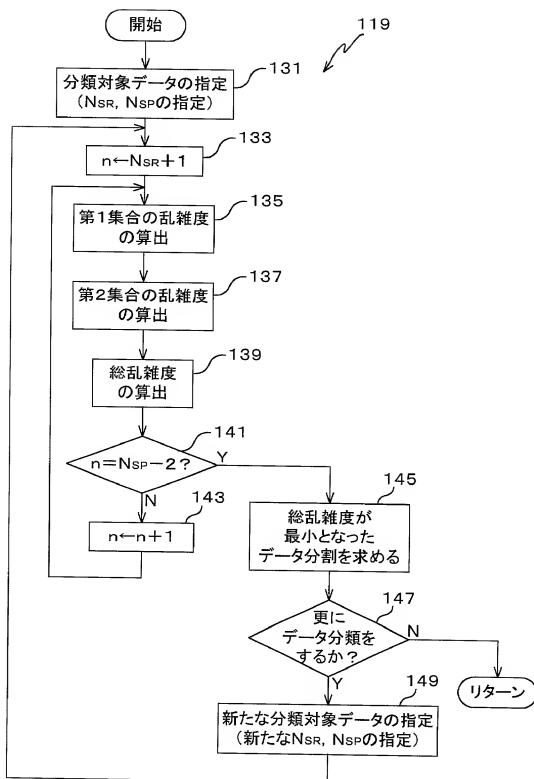 開始
119
131
分類対象データの指定
(NSR, NSPの指定)
133
n←NSR+1
135
第1集合の乱雑度
の算出
137
第2集合の乱雑度
の算出
139
総乱雑度
の算出
141
n=NSP-2?
Y
N
143
n←n+1
145
総乱雑度が
最小となった
データ分割を求める
147
更に
データ分類を
するか?
N
Y
リターン
149
新たな分類対象データの指定
(新たなNSR, NSPの指定)